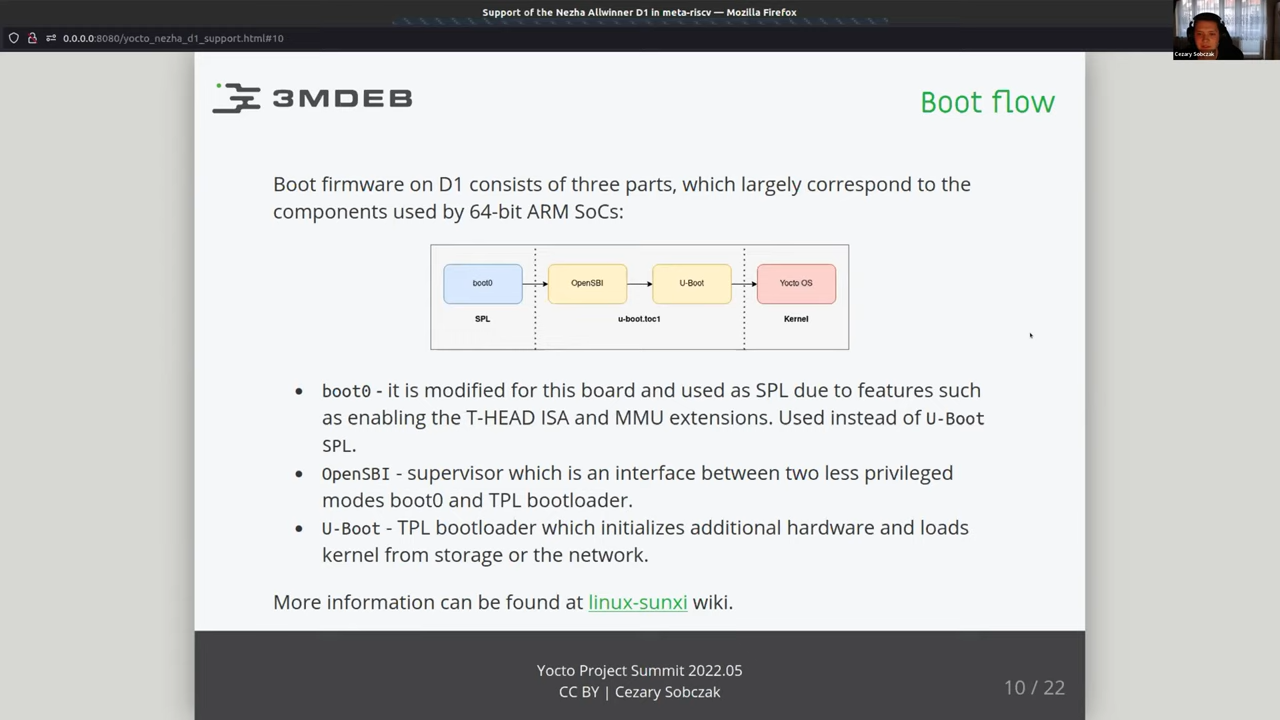 Support of the Nezha Allwinner D1 in meta-riscv — Mozilla Firefox
0.0.0.0:8080/yocto_nezha_d1_support.html#10
Cezary Sobczak
3MDEB
Boot flow
Boot firmware on D1 consists of three parts, which largely correspond to the
components used by 64-bit ARM SoCs:
boot0
OpenSBI
U-Boot
Yocto OS
SPL
u-boot.toc1
Kernel
• boot0 - it is modified for this board and used as SPL due to features such
as enabling the T-HEAD ISA and MMU extensions. Used instead of U-Boot
SPL.
• OpenSBI - supervisor which is an interface between two less privileged
modes boot0 and TPL bootloader.
• U-Boot - TPL bootloader which initializes additional hardware and loads
kernel from storage or the network.
More information can be found at linux-sunxi wiki.
Yocto Project Summit 2022.05
CC BY | Cezary Sobczak
10 / 22